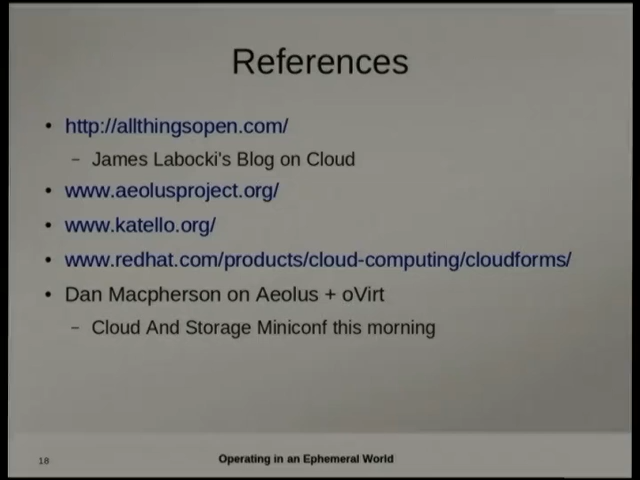 References
• http://allthingsopen.com/
– James Labocki's Blog on Cloud
• www.aeolusproject.org/
• www.katello.org/
• www.redhat.com/products/cloud-computing/cloudforms/
• Dan Macpherson on Aeolus + oVirt
– Cloud And Storage Miniconf this morning
18
Operating in an Ephemeral World